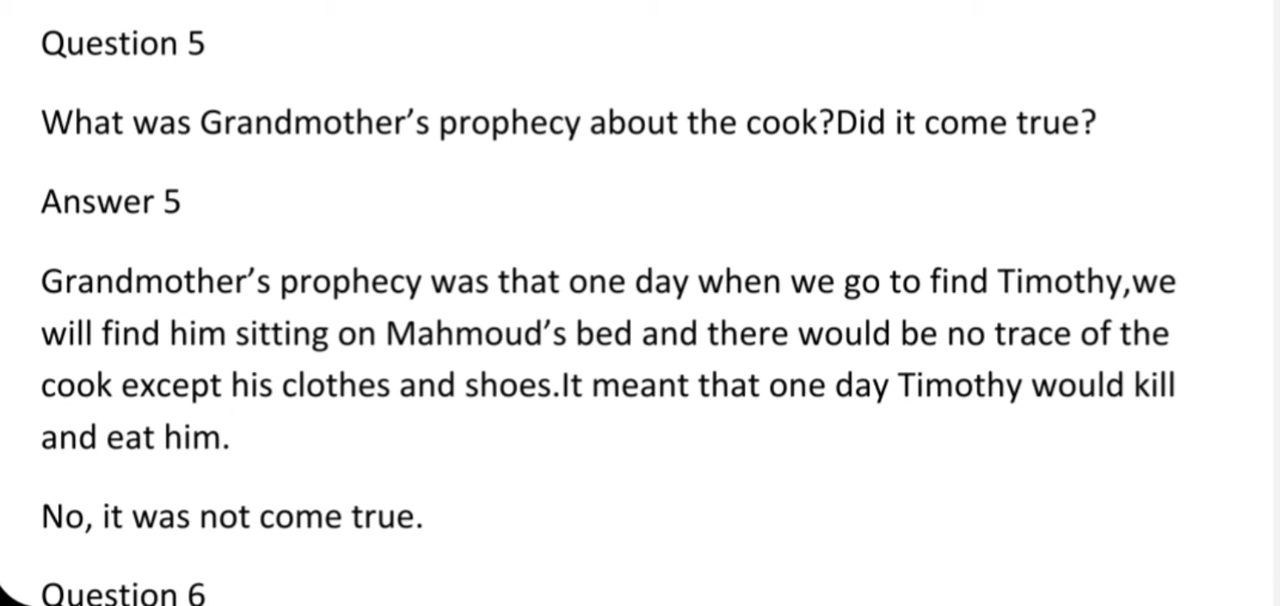 Question 5
What was Grandmother’s prophecy about the cook?Did it come true?
Answer 5
Grandmother’s prophecy was that one day when we go to find Timothy,we
will find him sitting on Mahmoud’s bed and there would be no trace of the
cook except his clothes and shoes.It meant that one day Timothy would kill
and eat him.
No, it was not come true.
Question 6